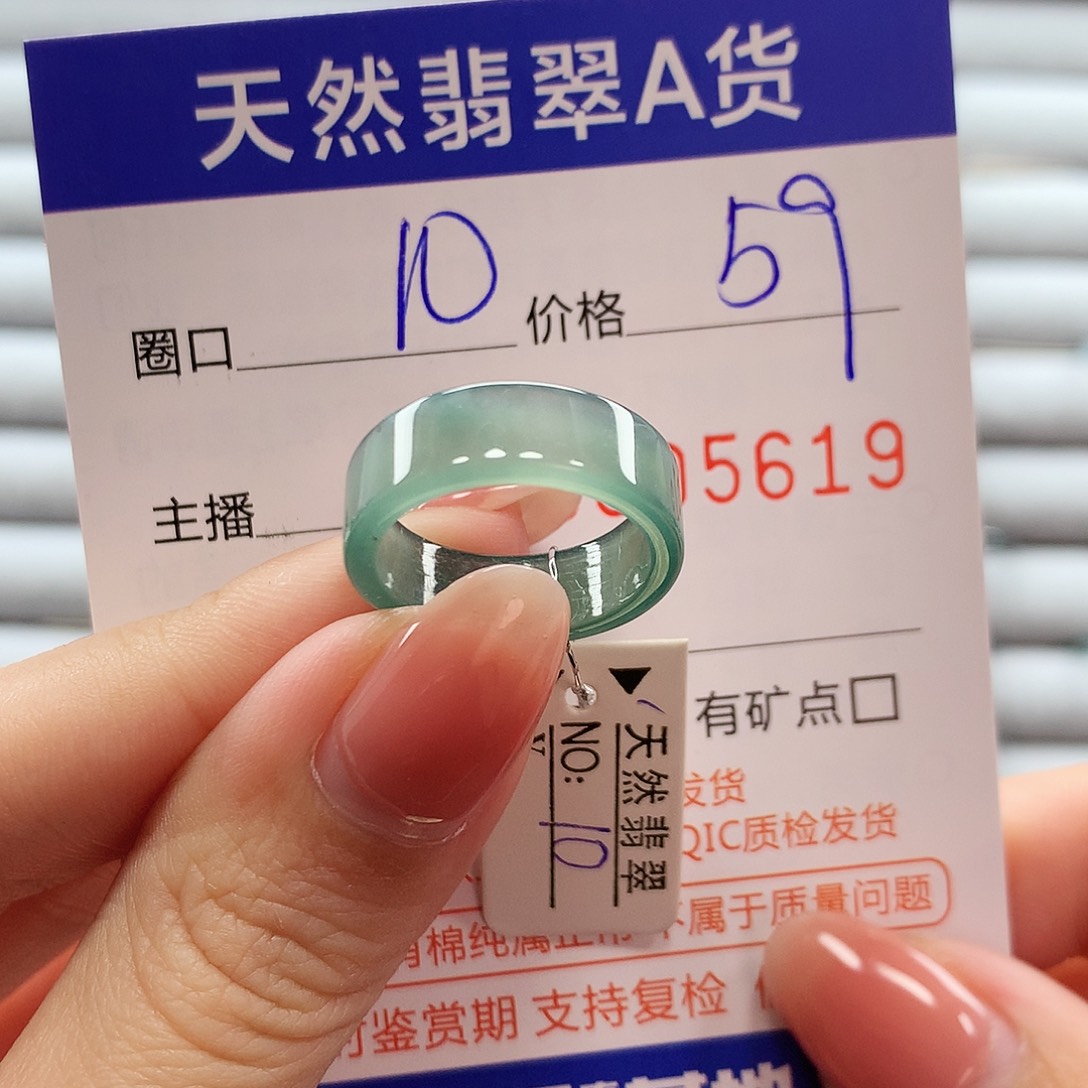 天然翡翠A货
圈口 10 价格 59
5619
主播
有矿点□
天然翡翠
NO: 10
发货
QIC质检发货
棉纯属正常 不属于质量问题
鉴赏期 支持复检